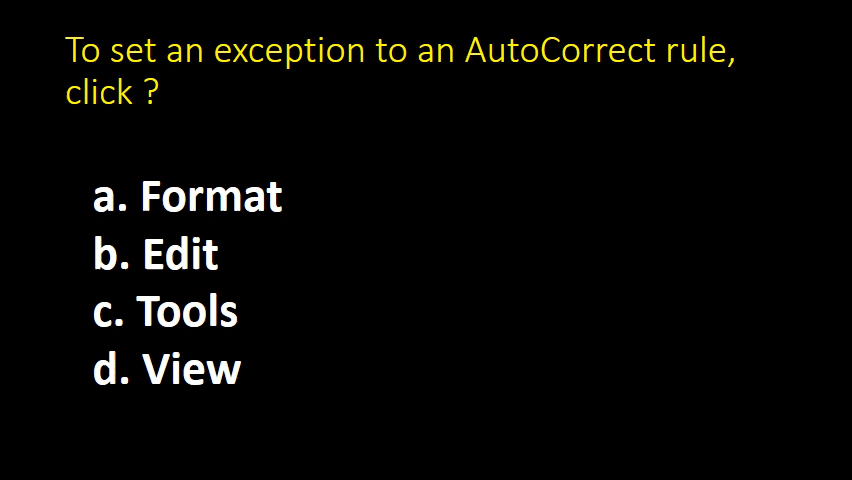 To set an exception to an AutoCorrect rule,
click ?
a. Format
b. Edit
c. Tools
d. View